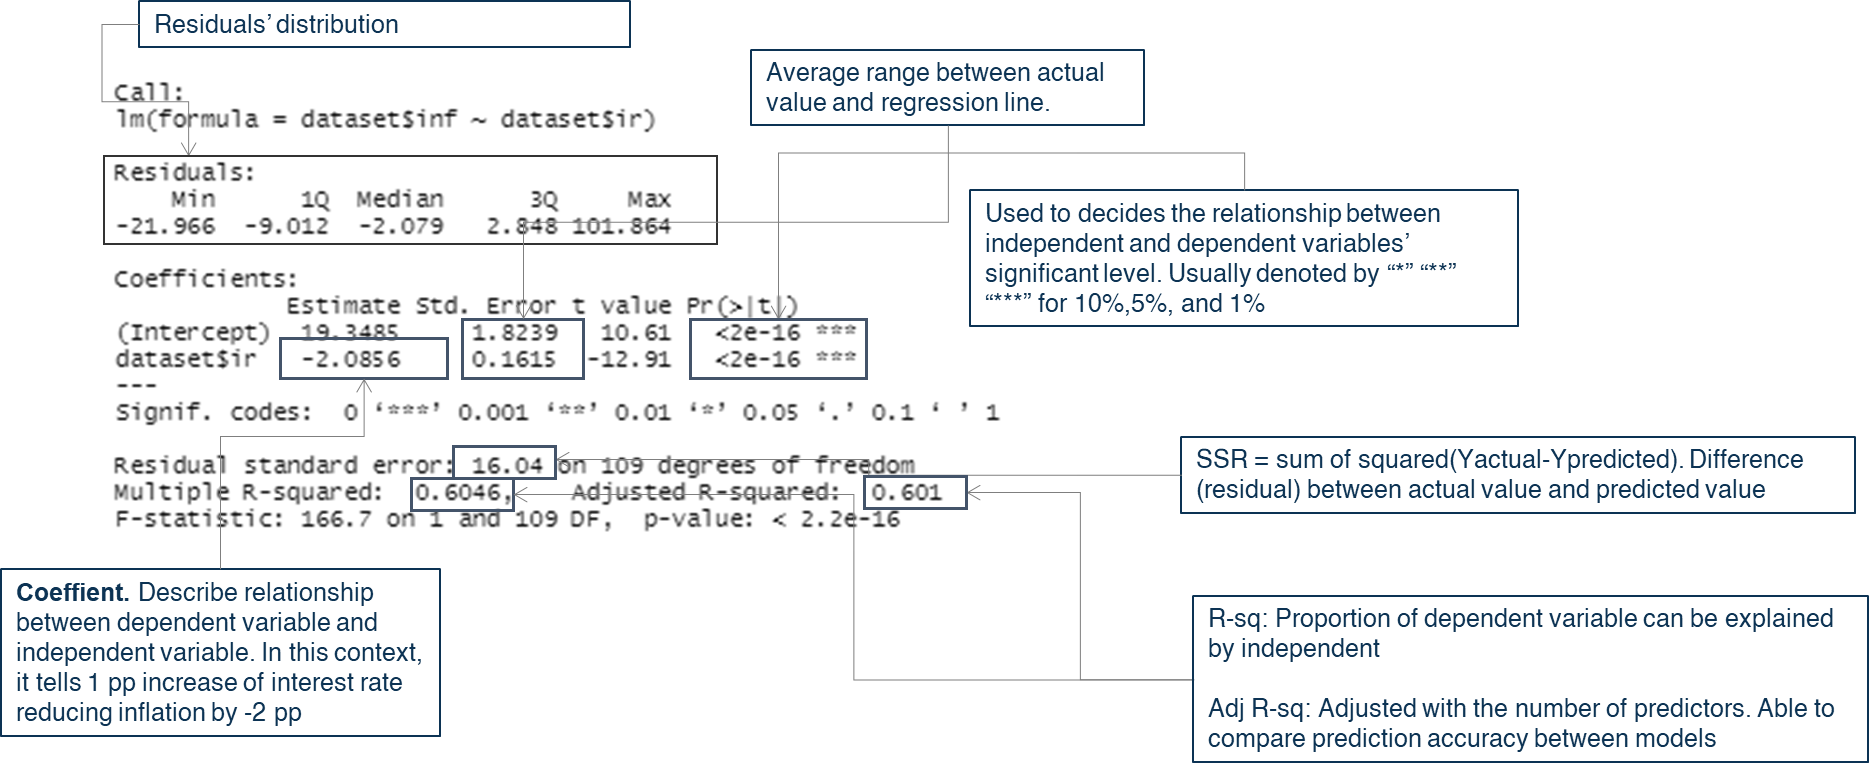 Residuals’ distribution
Average range between actual
value and regression line.
Call:
lm(formula = dataset$inf ~ dataset$ir)
Residuals:
Min 1Q Median 3Q Max
-21.966 -9.012 -2.079 2.848 101.864
Used to decides the relationship between
independent and dependent variables’
significant level. Usually denoted by “*” “**”
“***” for 10%,5%, and 1%
Coefficients:
Estimate Std. Error t value Pr(>|t|)
(Intercept) 19.3485 1.8239 10.61 <2e-16 ***
dataset$ir -2.0856 0.1615 -12.91 <2e-16 ***
---
Signif. codes: 0 ‘***’ 0.001 ‘**’ 0.01 ‘*’ 0.05 ‘.’ 0.1 ‘ ’ 1
Residual standard error: 16.04 on 109 degrees of freedom
Multiple R-squared: 0.6046, Adjusted R-squared: 0.601
F-statistic: 166.7 on 1 and 109 DF, p-value: < 2.2e-16
SSR = sum of squared(Yactual-Ypredicted). Difference
(residual) between actual value and predicted value
Coeffient. Describe relationship
between dependent variable and
independent variable. In this context,
it tells 1 pp increase of interest rate
reducing inflation by -2 pp
R-sq: Proportion of dependent variable can be explained
by independent
Adj R-sq: Adjusted with the number of predictors. Able to
compare prediction accuracy between models